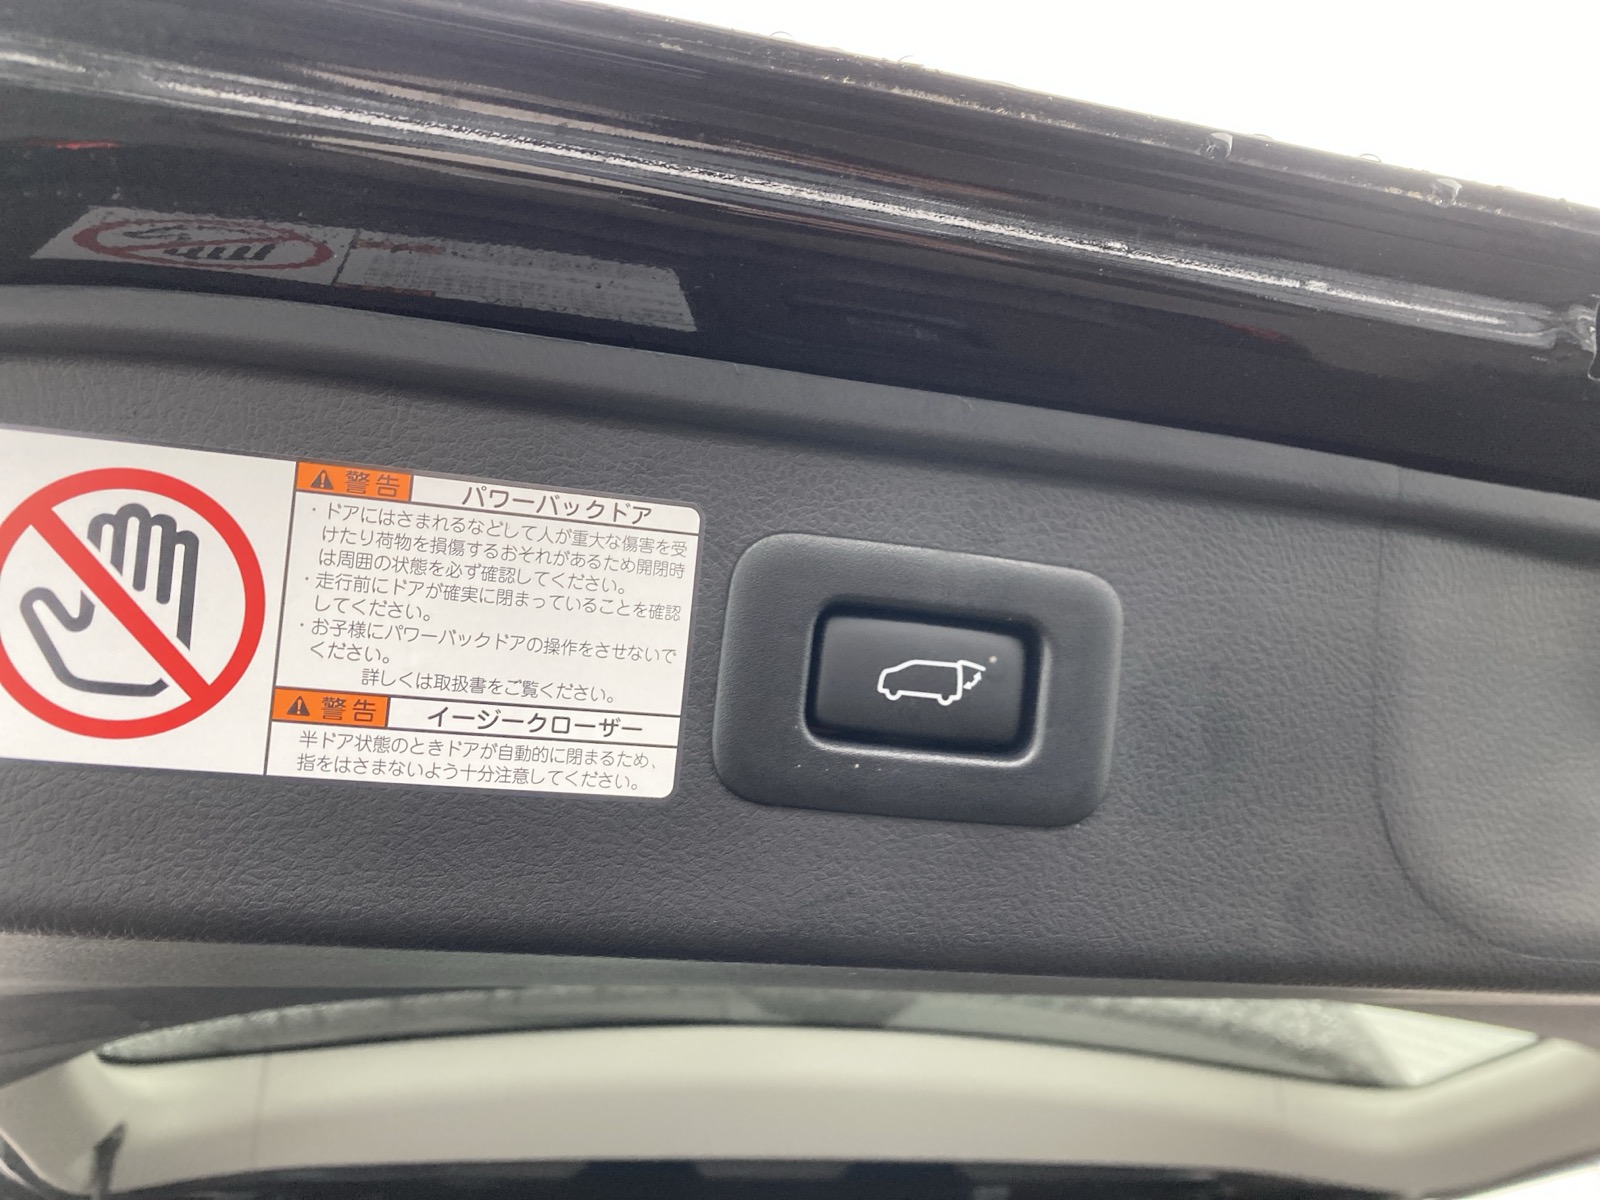 警告 パワーバックドア
・ドアにはさまれるなどして人が重大な傷害を受
けたり荷物を損傷するおそれがあるため開閉時
は周囲の状態を必ず確認してください。
・走行前にドアが確実に閉まっていることを確認
してください。
・お子様にパワーバックドアの操作をさせないで
ください。
詳しくは取扱書をご覧ください。
警告 イージークローザー
半ドア状態のときドアが自動的に閉まるため、
指をはさまないよう十分注意してください。